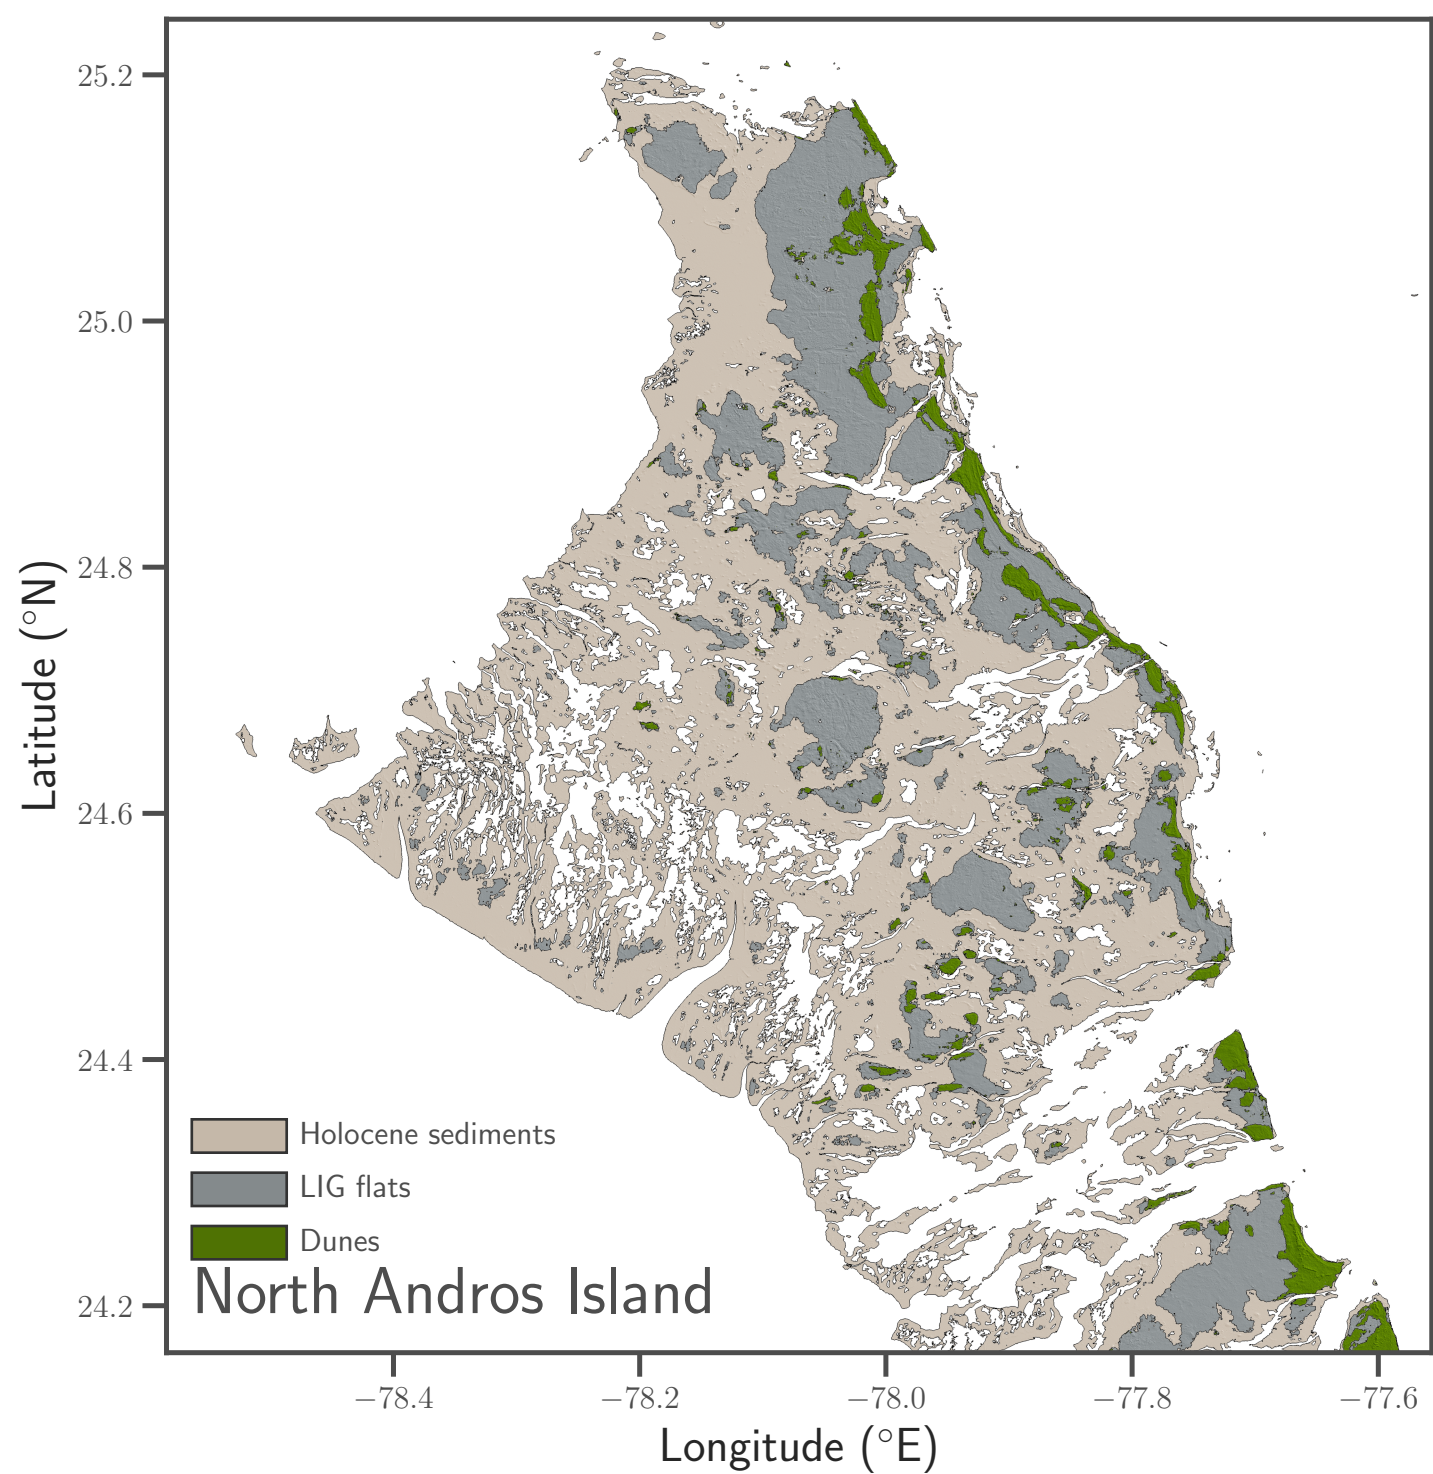 25.2
25.0
24.8
24.6
24.4
24.2
Latitude (°N)
Holocene sediments
LIG flats
Dunes
North Andros Island
−78.4
−78.2
−78.0
−77.8
−77.6
Longitude (°E)